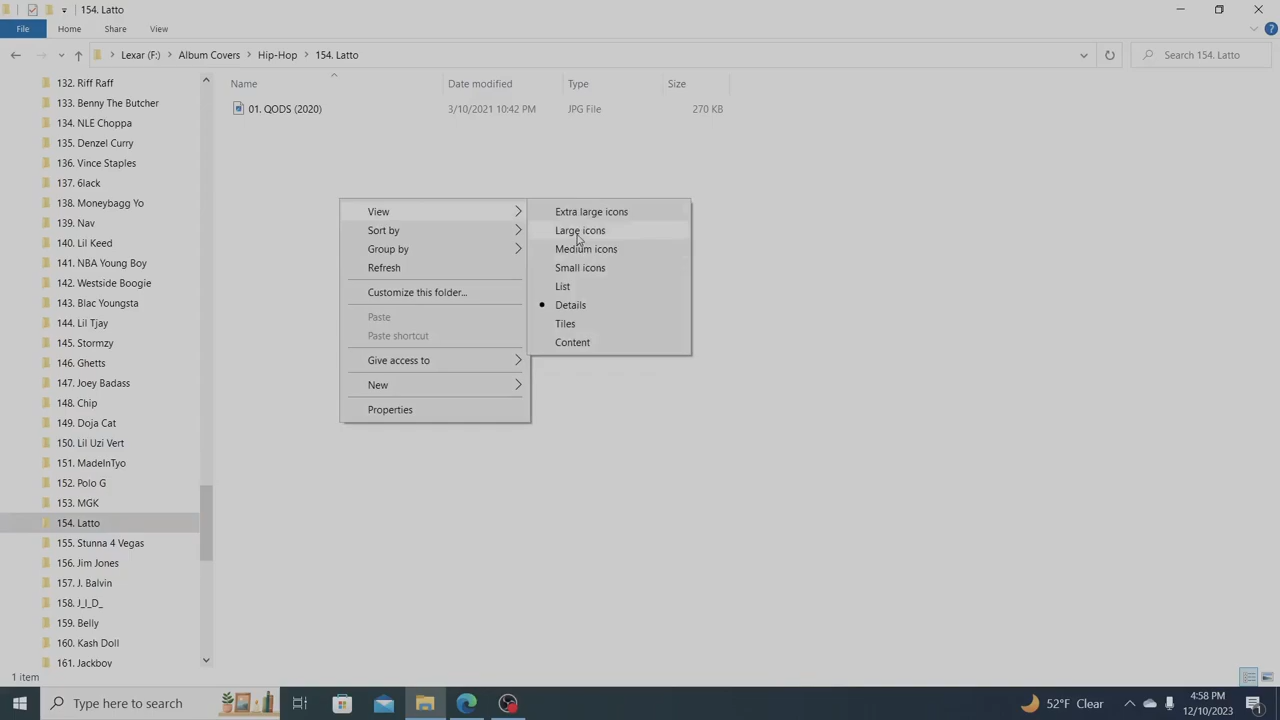 154. Latto
File
Home
Share
View
Lexar (F:)
Album Covers
Hip-Hop
154. Latto
Search 154. Latto
132. Riff Raff
133. Benny The Butcher
134. NLE Choppa
135. Denzel Curry
136. Vince Staples
137. 6lack
138. Moneybagg Yo
139. Nav
140. Lil Keed
141. NBA Young Boy
142. Westside Boogie
143. Blac Youngsta
144. Lil Tjay
145. Stormzy
146. Ghetts
147. Joey Badass
148. Chip
149. Doja Cat
150. Lil Uzi Vert
151. MadeInTyo
152. Polo G
153. MGK
154. Latto
155. Stunna 4 Vegas
156. Jim Jones
157. J. Balvin
158. J_I_D_
159. Belly
160. Kash Doll
161. Jackboy
Name
Date modified
Type
Size
01. QODS (2020)
3/10/2021 10:42 PM
JPG File
270 KB
View
Sort by
Group by
Refresh
Customize this folder...
Paste
Paste shortcut
Give access to
New
Properties
Extra large icons
Large icons
Medium icons
Small icons
List
Details
Tiles
Content
1 item
Type here to search
52°F Clear
4:58 PM
12/10/2023
1